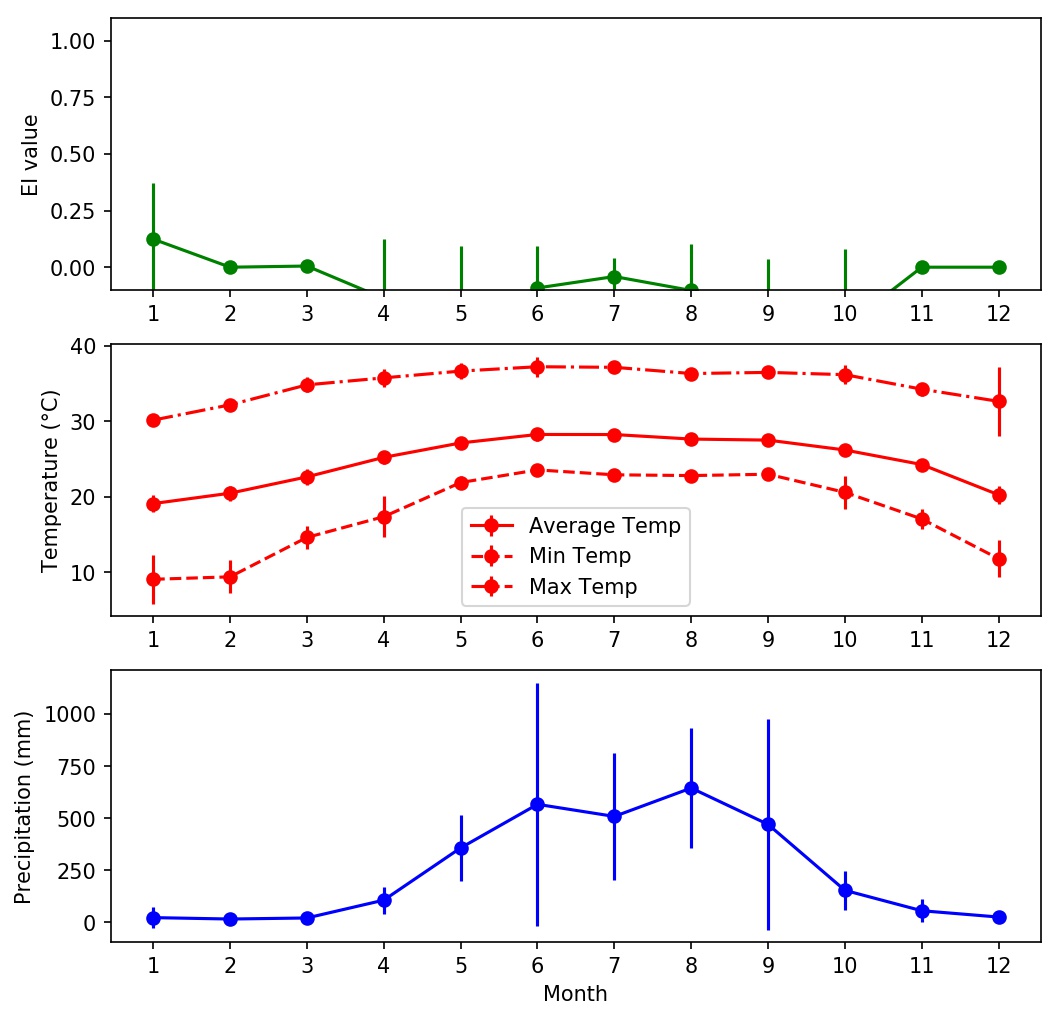 EI value
1.00
0.75
0.50
0.25
0.00
1 2 3 4 5 6 7 8 9 10 11 12
Temperature (°C)
40
30
20
10
Average Temp
Min Temp
Max Temp
1 2 3 4 5 6 7 8 9 10 11 12
Precipitation (mm)
1000
750
500
250
0
1 2 3 4 5 6 7 8 9 10 11 12
Month